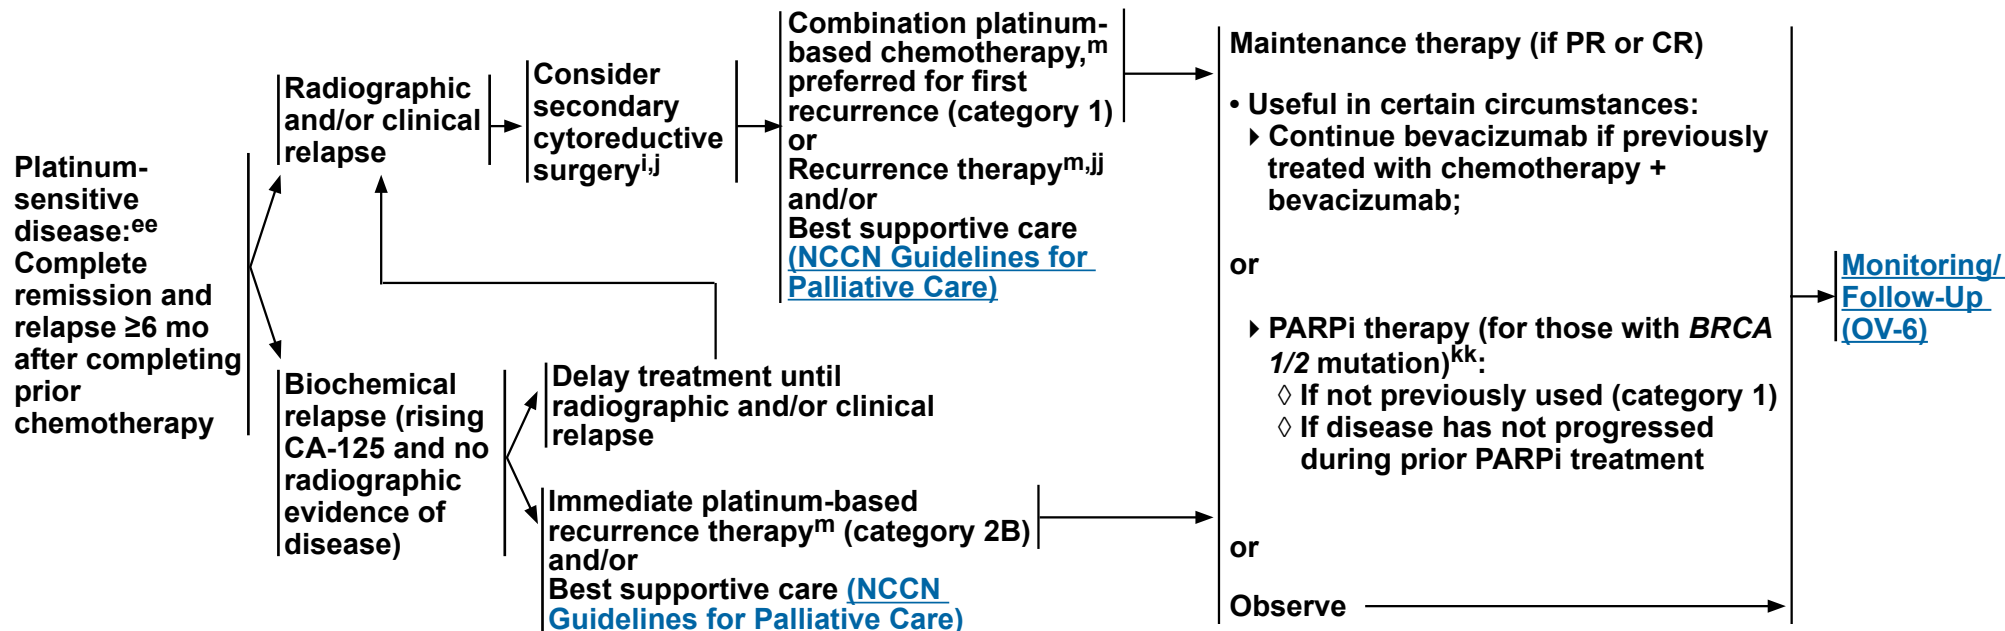 Platinum-
sensitive
disease:ee
Complete
remission and
relapse ≥6 mo
after completing
prior
chemotherapy
Radiographic
and/or clinical
relapse
Consider
secondary
cytoreductive
surgeryi,j
Combination platinum-
based chemotherapy,m
preferred for first
recurrence (category 1)
or
Recurrence therapym,jj
and/or
Best supportive care
(NCCN Guidelines for
Palliative Care)
Biochemical
relapse (rising
CA-125 and no
radiographic
evidence of
disease)
Delay treatment until
radiographic and/or clinical
relapse
Immediate platinum-based
recurrence therapym (category 2B)
and/or
Best supportive care (NCCN
Guidelines for Palliative Care)
Maintenance therapy (if PR or CR)
• Useful in certain circumstances:
Continue bevacizumab if previously
treated with chemotherapy +
bevacizumab;
or
PARPi therapy (for those with BRCA
1/2 mutation)kk:
◊ If not previously used (category 1)
◊ If disease has not progressed
during prior PARPi treatment
or
Observe
Monitoring/
Follow-Up
(OV-6)